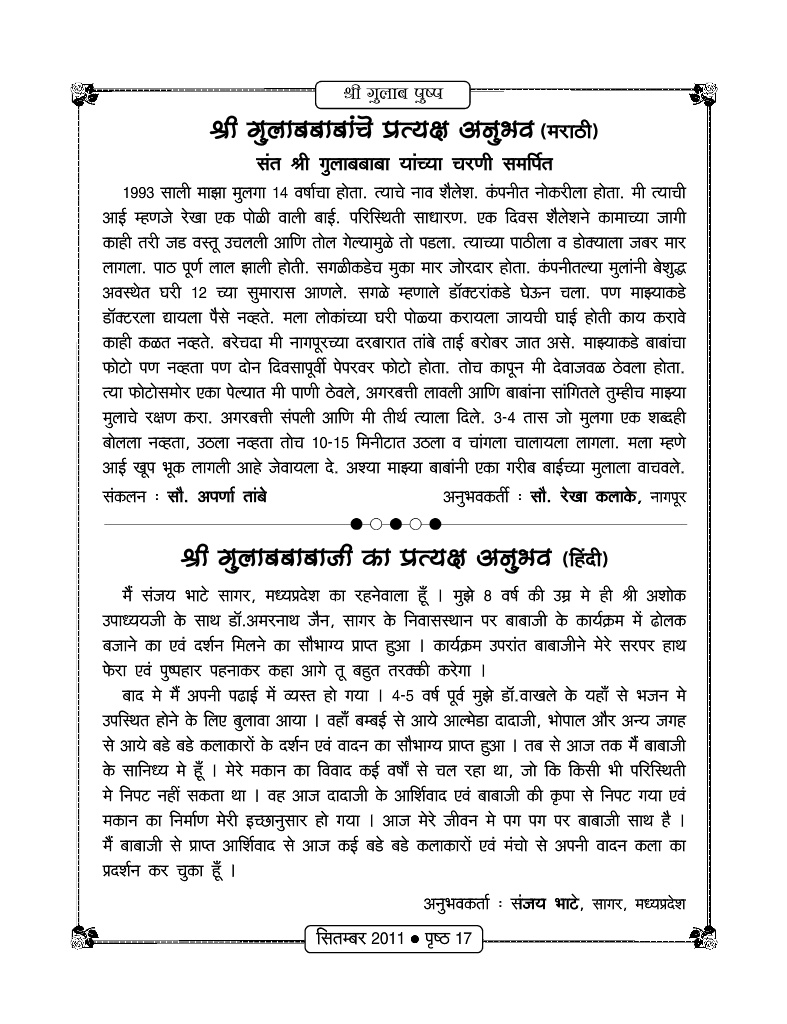 श्री गुलाब पुष्प
श्री गुलाबबाबांचे प्रत्यक्ष अनुभव (मराठी)
संत श्री गुलाबबाबा यांच्या चरणी समर्पित
1993 साली माझा मुलगा 14 वर्षाचा होता. त्याचे नाव शैलेश. कंपनीत नोकरीला होता. मी त्याची
आई म्हणजे रेखा एक पोळी वाली बाई. परिस्थिती साधारण. एक दिवस शैलेशने कामाच्या जागी
काही तरी जड वस्तू उचलली आणि तोल गेल्यामुळे तो पडला. त्याच्या पाठीला व डोक्याला जबर मार
लागला. पाठ पूर्ण लाल झाली होती. सगळीकडेच मुका मार जोरदार होता. कंपनीतल्या मुलांनी बेशुद्ध
अवस्थेत घरी 12 च्या सुमारास आणले. सगळे म्हणाले डॉक्टरांकडे घेऊन चला. पण माझ्याकडे
डॉक्टरला द्यायला पैसे नव्हते. मला लोकांच्या घरी पोळ्या करायला जायची घाई होती काय करावे
काही कळत नव्हते. बरेचदा मी नागपूरच्या दरबारात तांबे ताई बरोबर जात असे. माझ्याकडे बाबांचा
फोटो पण नव्हता पण दोन दिवसापूर्वी पेपरवर फोटो होता. तोच कापून मी देवाजवळ ठेवला होता.
त्या फोटोसमोर एका पेल्यात मी पाणी ठेवले, अगरबत्ती लावली आणि बाबांना सांगितले तुम्हीच माझ्या
मुलाचे रक्षण करा. अगरबत्ती संपली आणि मी तीर्थ त्याला दिले. 3-4 तास जो मुलगा एक शब्दही
बोलला नव्हता, उठला नव्हता तोच 10-15 मिनीटात उठला व चांगला चालायला लागला. मला म्हणे
आई खूप भूक लागली आहे जेवायला दे. अश्या माझ्या बाबांनी एका गरीब बाईच्या मुलाला वाचवले.
संकलन : सौ. अपर्णा तांबे अनुभवकर्ती : सौ. रेखा कलाके, नागपूर
श्री गुलाबबाबाजी का प्रत्यक्ष अनुभव (हिंदी)
मैं संजय भाटे सागर, मध्यप्रदेश का रहनेवाला हूँ । मुझे 8 वर्ष की उम्र मे ही श्री अशोक
उपाध्ययजी के साथ डॉ.अमरनाथ जैन, सागर के निवासस्थान पर बाबाजी के कार्यक्रम में ढोलक
बजाने का एवं दर्शन मिलने का सौभाग्य प्राप्त हुआ । कार्यक्रम उपरांत बाबाजीने मेरे सरपर हाथ
फेरा एवं पुष्पहार पहनाकर कहा आगे तू बहुत तरक्की करेगा ।
बाद मे मैं अपनी पढाई में व्यस्त हो गया । 4-5 वर्ष पूर्व मुझे डॉ.वाखले के यहाँ से भजन मे
उपस्थित होने के लिए बुलावा आया । वहाँ बम्बई से आये आल्मेडा दादाजी, भोपाल और अन्य जगह
से आये बडे बडे कलाकारों के दर्शन एवं वादन का सौभाग्य प्राप्त हुआ । तब से आज तक मैं बाबाजी
के सानिध्य मे हूँ । मेरे मकान का विवाद कई वर्षों से चल रहा था, जो कि किसी भी परिस्थिती
मे निपट नहीं सकता था । वह आज दादाजी के आर्शिवाद एवं बाबाजी की कृपा से निपट गया एवं
मकान का निर्माण मेरी इच्छानुसार हो गया । आज मेरे जीवन मे पग पग पर बाबाजी साथ है ।
मैं बाबाजी से प्राप्त आर्शिवाद से आज कई बडे बडे कलाकारों एवं मंचो से अपनी वादन कला का
प्रदर्शन कर चुका हूँ ।
अनुभवकर्ता : संजय भाटे, सागर, मध्यप्रदेश
सितम्बर 2011 ● पृष्ठ 17